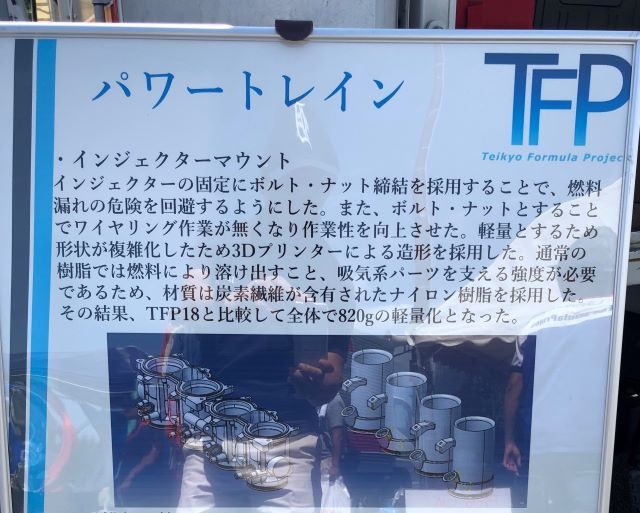 パワートレイン
TFP
Teikyo Formula Project
・インジェクターマウント
インジェクターの固定にボルト・ナット締結を採用することで、燃料
漏れの危険を回避するようにした。また、ボルト・ナットとすること
でワイヤリング作業が無くなり作業性を向上させた。軽量とするため
形状が複雑化したため3Dプリンターによる造形を採用した。通常の
樹脂では燃料により溶け出すこと、吸気系パーツを支える強度が必要
であるため、材質は炭素繊維が含有されたナイロン樹脂を採用した。
その結果、TFP18と比較して全体で820gの軽量化となった。